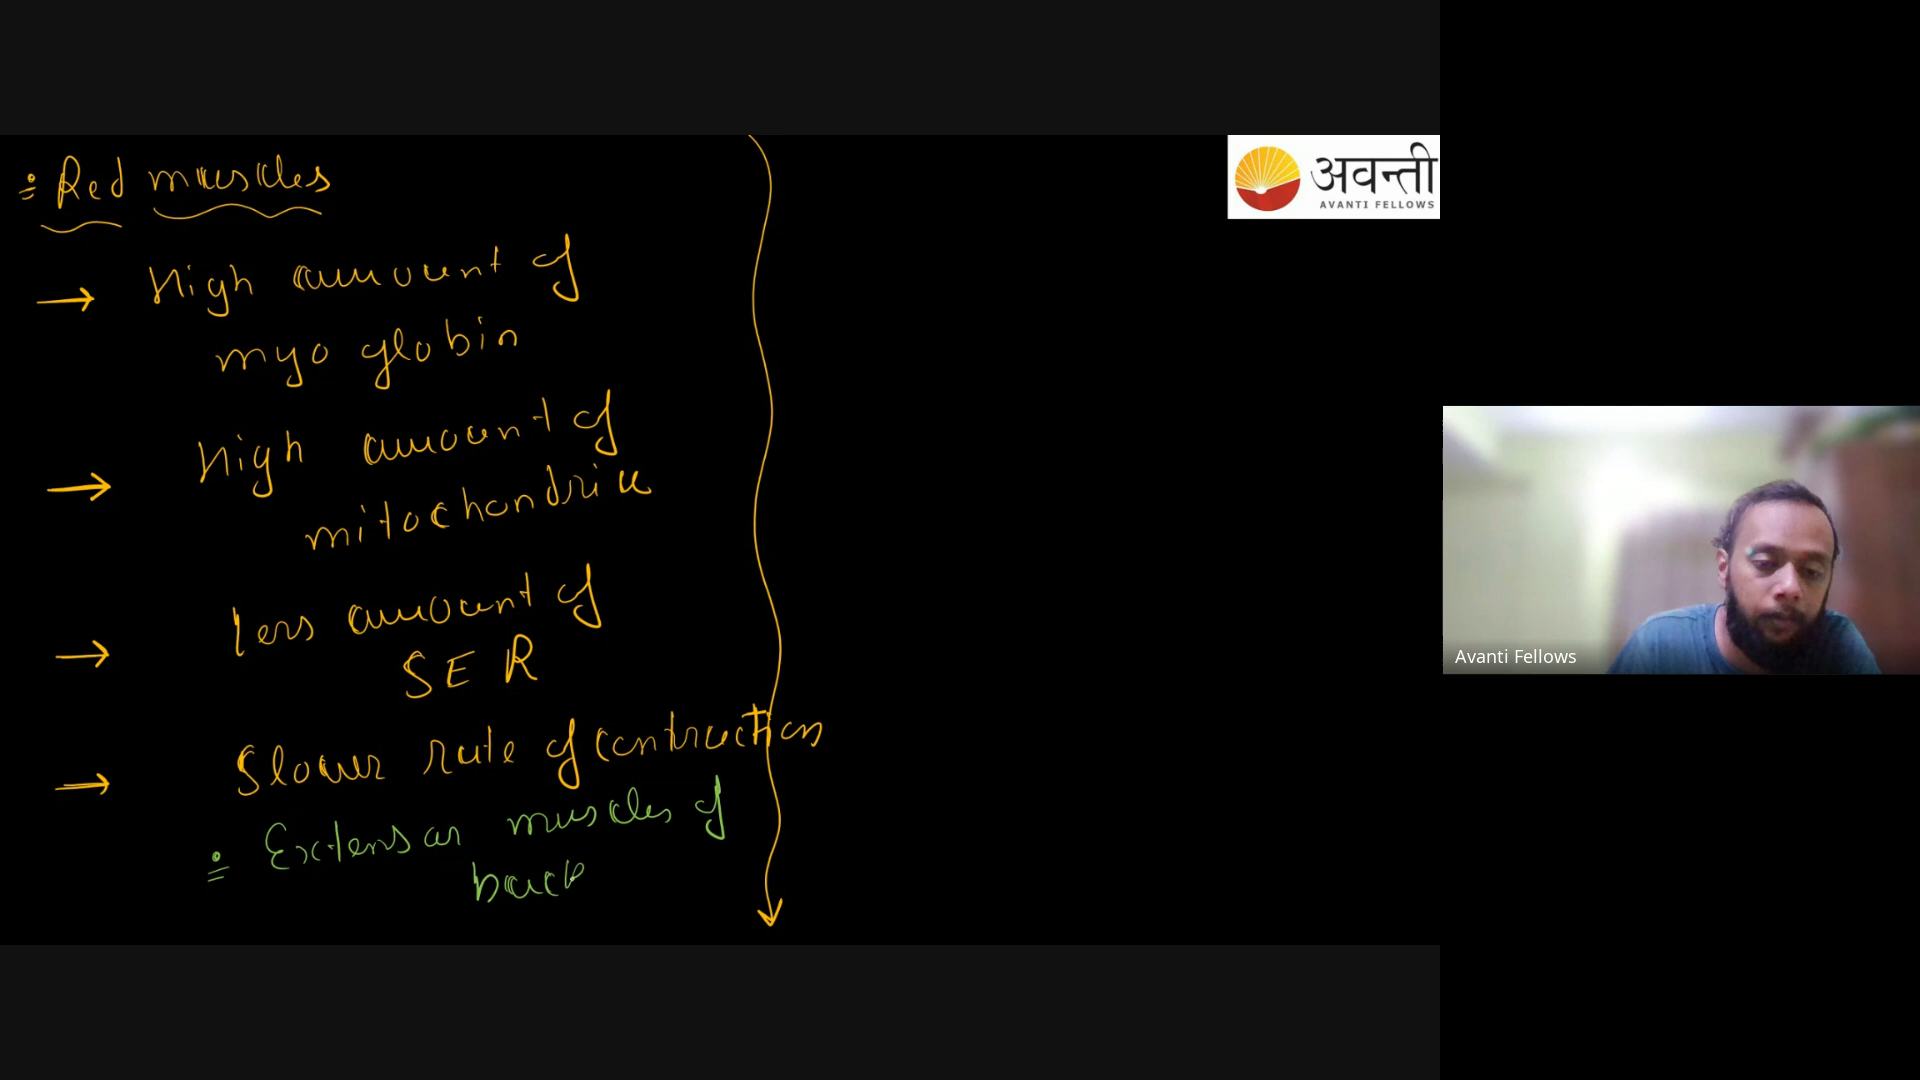 Red muscles
→ High amount of
myo globin
→ High amount of
mitochondria
→ less amount of
SER
→ Slower rate of contraction
Extensor muscles of
back
अवन्ती
AVANTI FELLOWS
Avanti Fellows